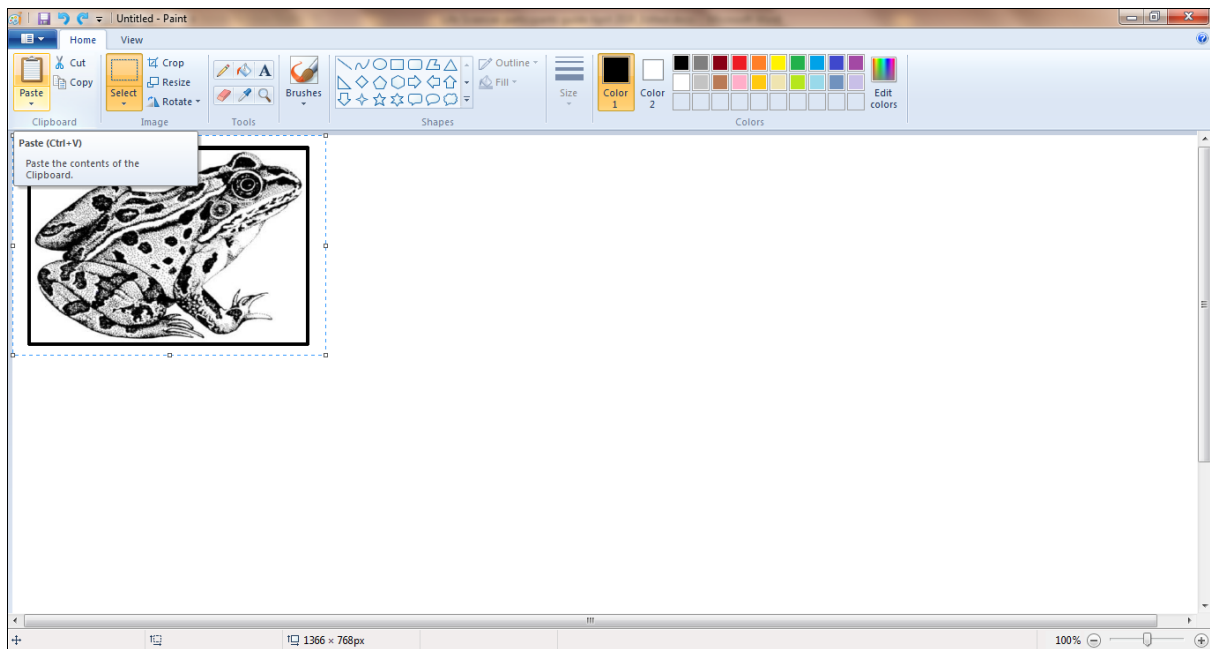 Untitled - Paint
Home View
Paste
Cut
Copy
Clipboard
Select
Crop
Resize
Rotate
Image
A
Tools
Brushes
Outline
Fill
Shapes
Size
Color
1
Color
2
Edit
colors
Colors
Paste (Ctrl+V)
Paste the contents of the
Clipboard.
1366 × 768px
100%